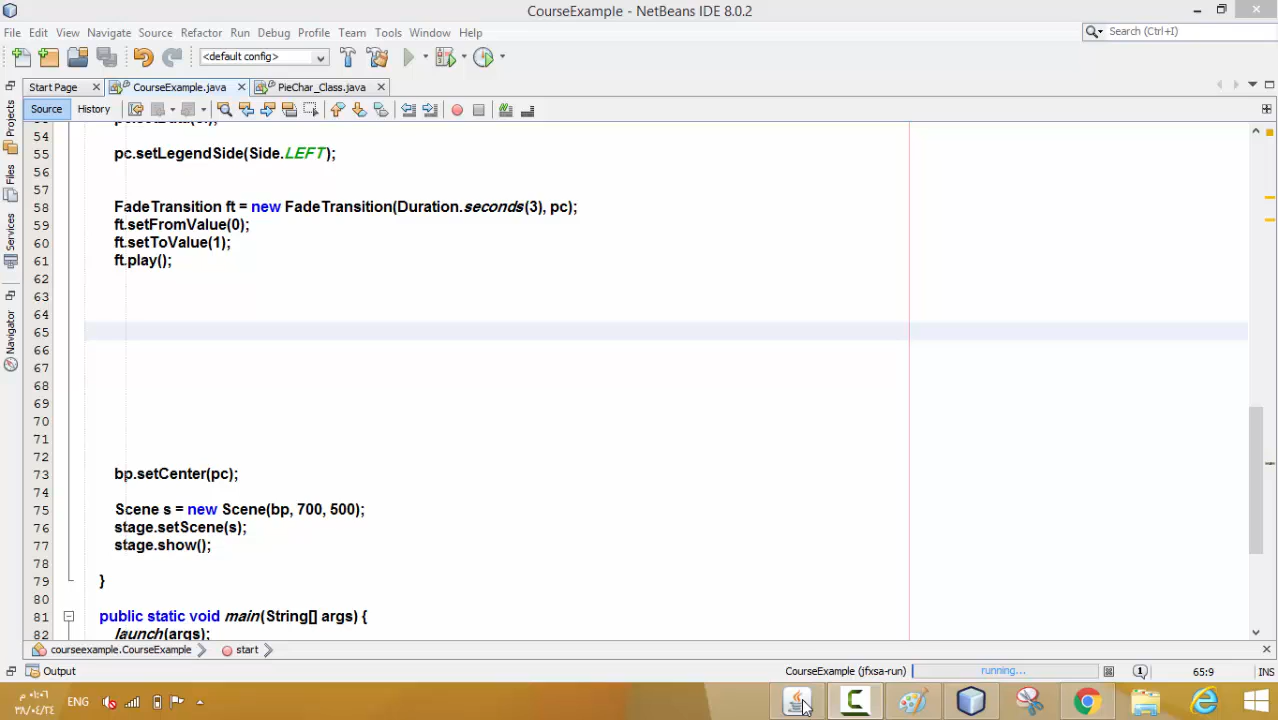 CourseExample - NetBeans IDE 8.0.2
File Edit View Navigate Source Refactor Run Debug Profile Team Tools Window Help
Search (Ctrl+I)
<default config>
Start Page CourseExample.java PieChar_Class.java
Source History
Projects
Files
Services
Navigator
54
55 pc.setLegendSide(Side.LEFT);
56
57
58 FadeTransition ft = new FadeTransition(Duration.seconds(3), pc);
59 ft.setFromValue(0);
60 ft.setToValue(1);
61 ft.play();
62
63
64
65
66
67
68
69
70
71
72
73 bp.setCenter(pc);
74
75 Scene s = new Scene(bp, 700, 500);
76 stage.setScene(s);
77 stage.show();
78
79 }
80
81 public static void main(String[] args) {
82 launch(args);
courseexample.CourseExample start
Output CourseExample (jfxsa-run) running... 1 65:9 INS
ENG